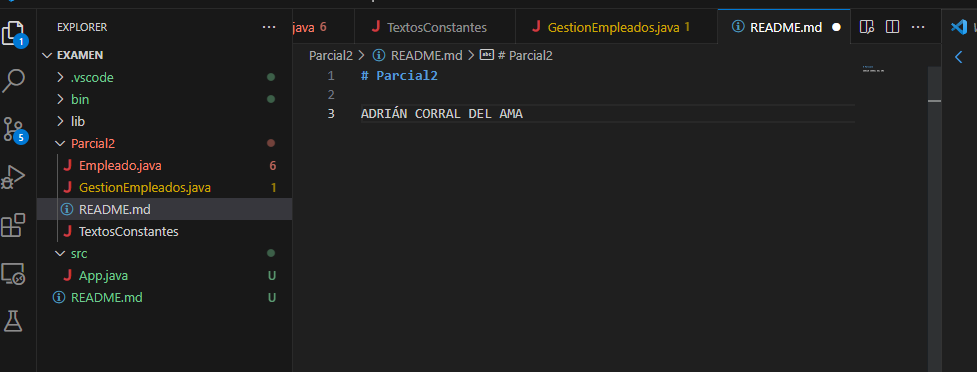 EXPLORER
EXAMEN
.vscode
bin
lib
Parcial2
Empleado.java 6
GestionEmpleados.java 1
README.md
TextosConstantes
src
App.java U
README.md U
1
5
java 6
TextosConstantes
GestionEmpleados.java 1
README.md
Parcial2 > README.md > # Parcial2
1 # Parcial2
2
3 ADRIÁN CORRAL DEL AMA